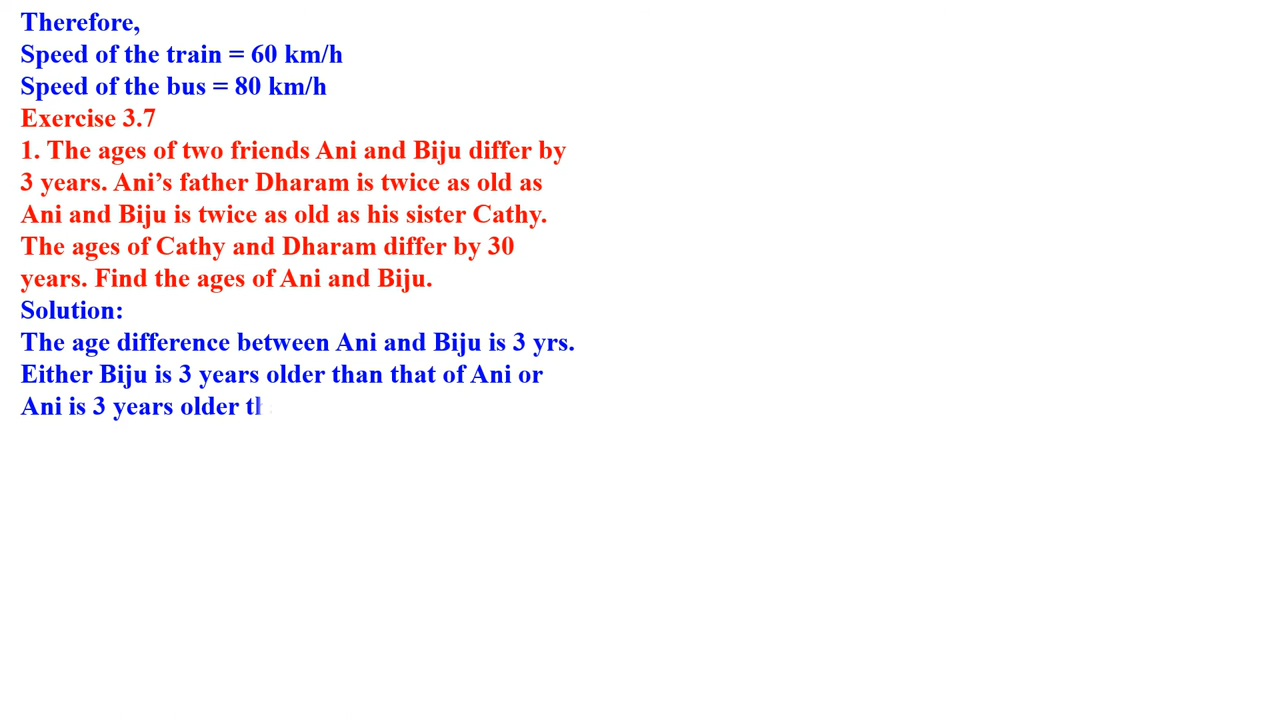 Therefore,
Speed of the train = 60 km/h
Speed of the bus = 80 km/h
Exercise 3.7
1. The ages of two friends Ani and Biju differ by
3 years. Ani’s father Dharam is twice as old as
Ani and Biju is twice as old as his sister Cathy.
The ages of Cathy and Dharam differ by 30
years. Find the ages of Ani and Biju.
Solution:
The age difference between Ani and Biju is 3 yrs.
Either Biju is 3 years older than that of Ani or
Ani is 3 years older